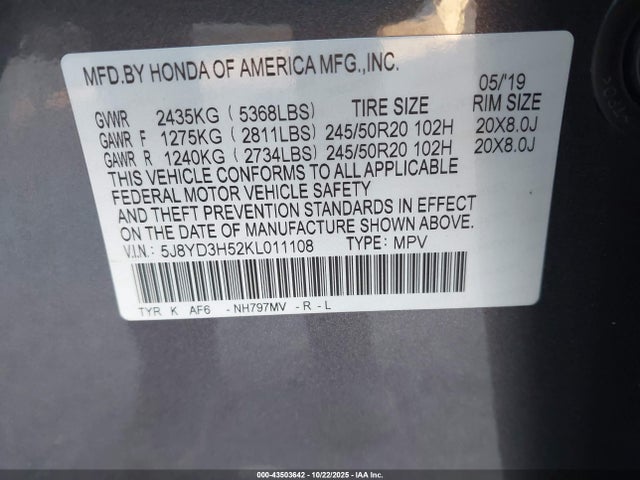 MFD.BY HONDA OF AMERICA MFG.,INC.
05/'19
GVWR 2435KG ( 5368LBS) TIRE SIZE RIM SIZE
GAWR F 1275KG ( 2811LBS) 245/50R20 102H 20X8.0J
GAWR R 1240KG ( 2734LBS) 245/50R20 102H 20X8.0J
THIS VEHICLE CONFORMS TO ALL APPLICABLE
FEDERAL MOTOR VEHICLE SAFETY
AND THEFT PREVENTION STANDARDS IN EFFECT
ON THE DATE OF MANUFACTURE SHOWN ABOVE.
V.I.N.: 5J8YD3H52KL011108 TYPE: MPV
TYR K AF6 - NH797MV - R - L
000-43503642 - 10/22/2025 - IAA Inc.